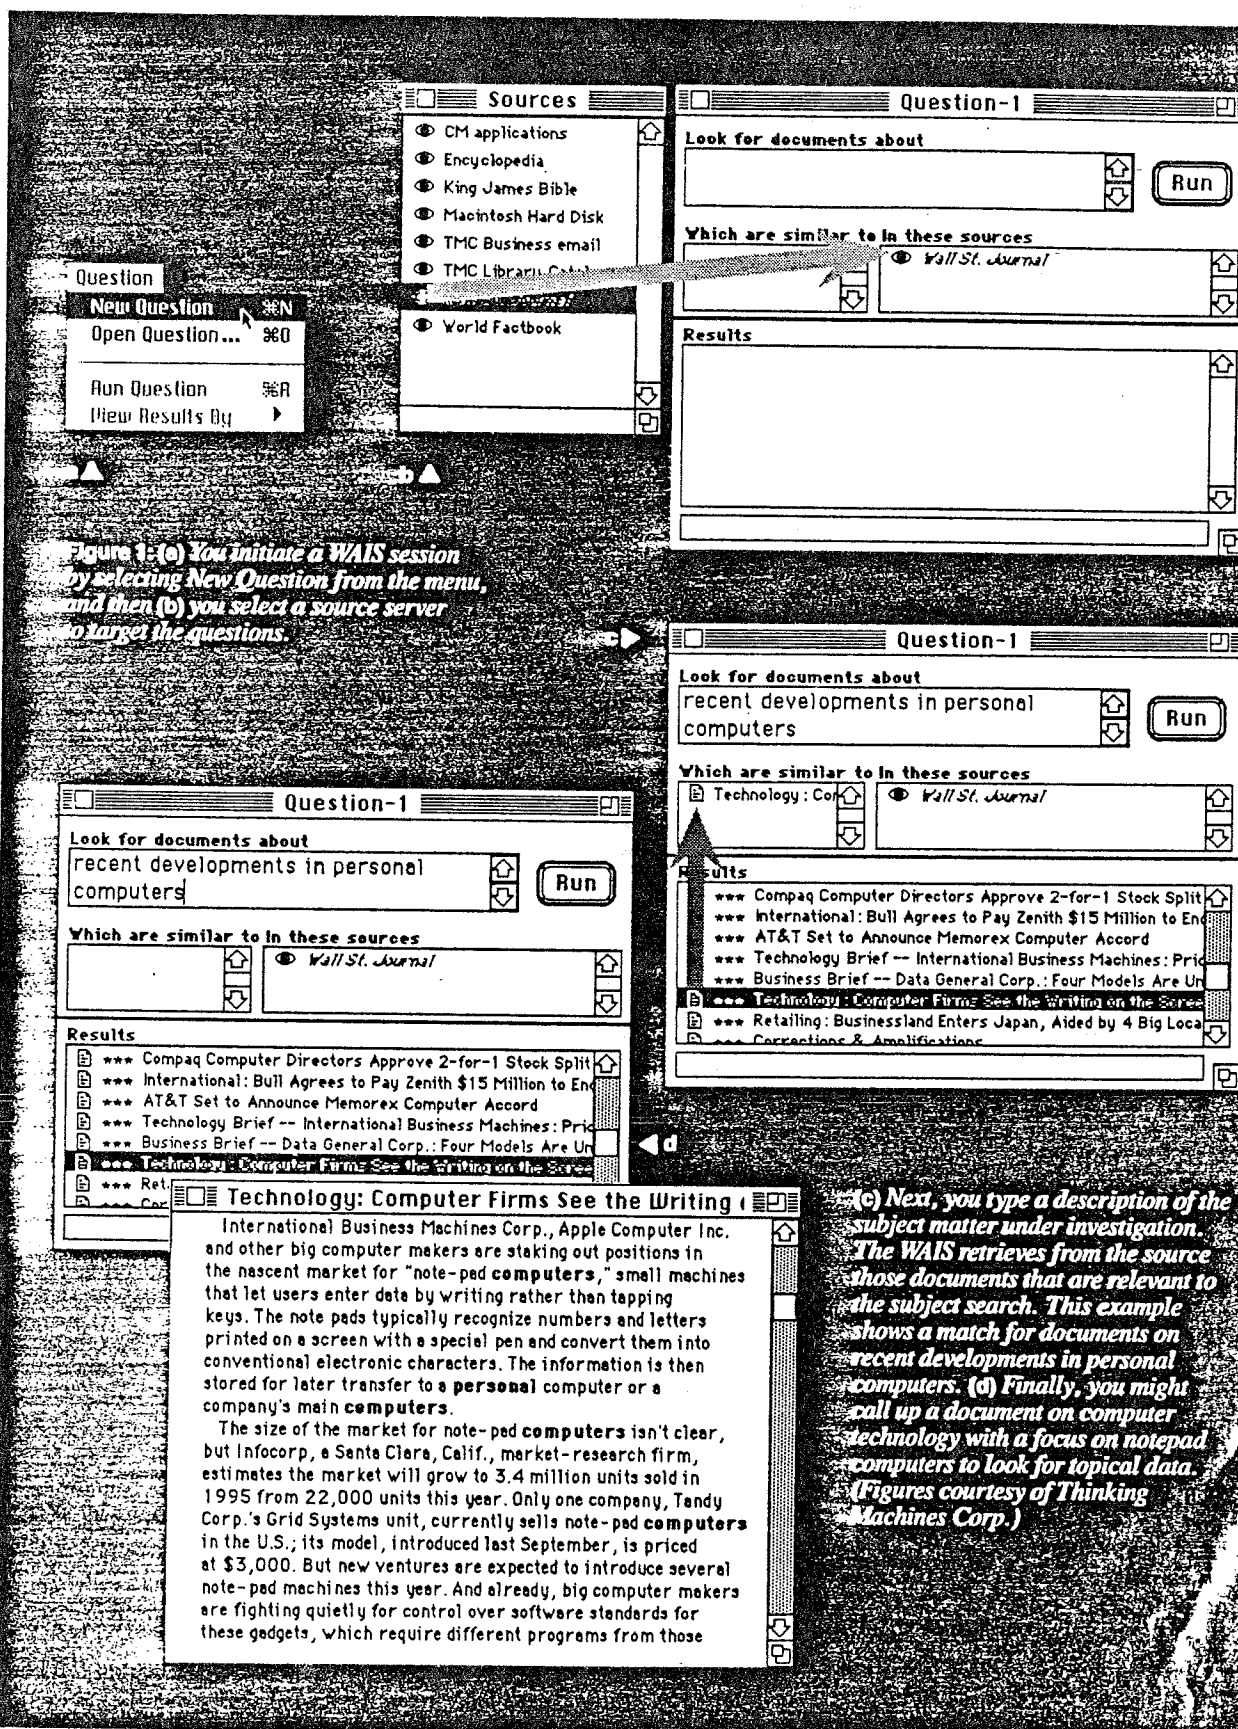 Question
New Question ⌘N
Open Question... ⌘O
Run Question ⌘R
View Results By
a
Sources
CM applications
Encyclopedia
King James Bible
Macintosh Hard Disk
TMC Business email
TMC Library
World Factbook
b
Question-1
Look for documents about
Run
Which are similar to In these sources
Wall St. Journal
Results
Figure 1: (a) You initiate a WAIS session
by selecting New Question from the menu,
and then (b) you select a source server
to target the questions.
c
Question-1
Look for documents about
recent developments in personal
computers
Run
Which are similar to In these sources
Technology: Co
Wall St. Journal
Results
*** Compaq Computer Directors Approve 2-for-1 Stock Split
*** International: Bull Agrees to Pay Zenith $15 Million to En
*** AT&T Set to Announce Memorex Computer Accord
*** Technology Brief -- International Business Machines: Pric
*** Business Brief -- Data General Corp.: Four Models Are Un
*** Technology: Computer Firms See the Writing on the Scree
*** Retailing: Businessland Enters Japan, Aided by 4 Big Loca
*** Corrections & Amplifications
Question-1
Look for documents about
recent developments in personal
computers
Run
Which are similar to In these sources
Wall St. Journal
Results
*** Compaq Computer Directors Approve 2-for-1 Stock Split
*** International: Bull Agrees to Pay Zenith $15 Million to En
*** AT&T Set to Announce Memorex Computer Accord
*** Technology Brief -- International Business Machines: Pric
*** Business Brief -- Data General Corp.: Four Models Are Un
*** Technology: Computer Firms See the Writing on the Scree
*** Ret
*** Cor
d
Technology: Computer Firms See the Writing
International Business Machines Corp., Apple Computer Inc.
and other big computer makers are staking out positions in
the nascent market for "note-pad computers," small machines
that let users enter data by writing rather than tapping
keys. The note pads typically recognize numbers and letters
printed on a screen with a special pen and convert them into
conventional electronic characters. The information is then
stored for later transfer to a personal computer or a
company's main computers.
The size of the market for note-pad computers isn't clear,
but Infocorp, a Santa Clara, Calif., market-research firm,
estimates the market will grow to 3.4 million units sold in
1995 from 22,000 units this year. Only one company, Tandy
Corp.'s Grid Systems unit, currently sells note-pad computers
in the U.S.; its model, introduced last September, is priced
at $3,000. But new ventures are expected to introduce several
note-pad machines this year. And already, big computer makers
are fighting quietly for control over software standards for
these gadgets, which require different programs from those
(c) Next, you type a description of the
subject matter under investigation.
The WAIS retrieves from the source
those documents that are relevant to
the subject search. This example
shows a match for documents on
recent developments in personal
computers. (d) Finally, you might
call up a document on computer
technology with a focus on notepad
computers to look for topical data.
(Figures courtesy of Thinking
Machines Corp.)